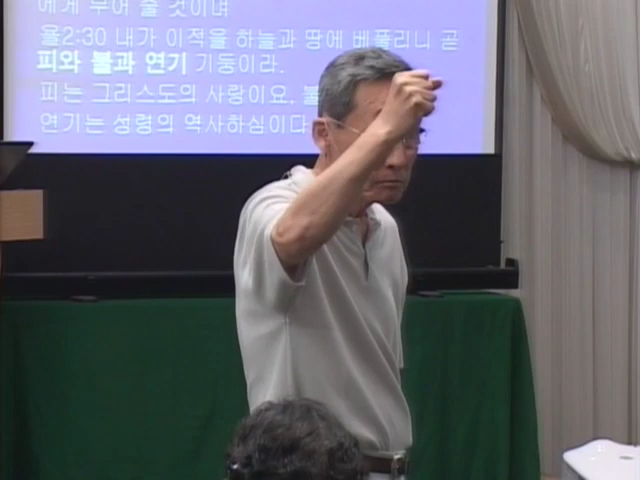 에게 부어 줄 것이며
욜2:30 내가 이적을 하늘과 땅에 베풀리니 곧
피와 불과 연기 기둥이라.
피는 그리스도의 사랑이요, 불
연기는 성령의 역사하심이다